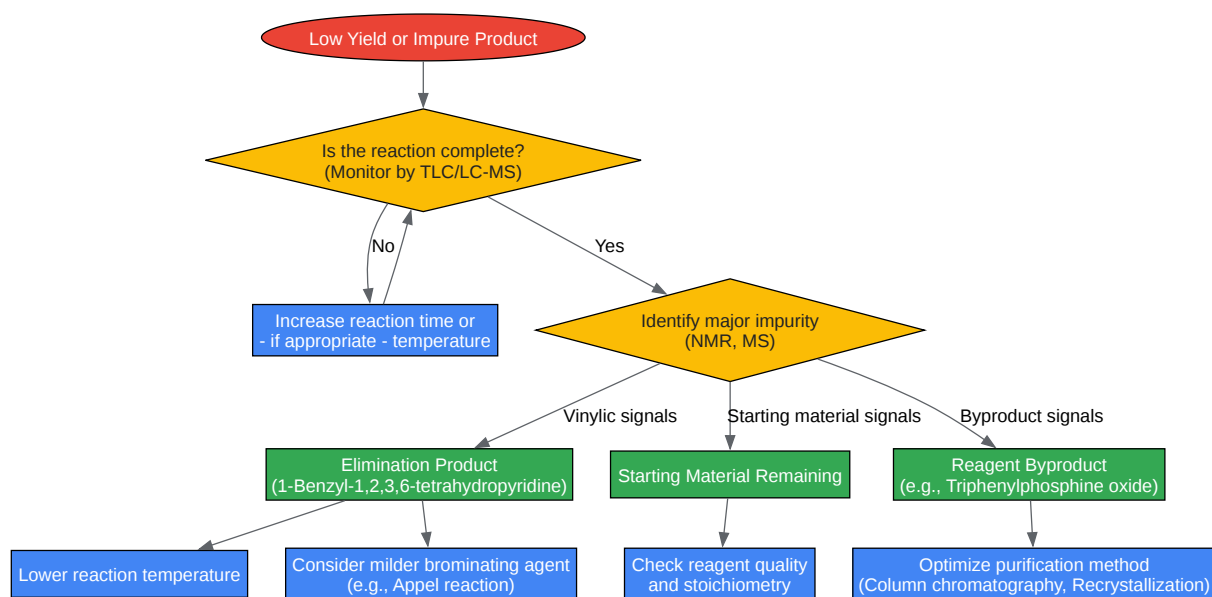 Low Yield or Impure Product
Is the reaction complete?
(Monitor by TLC/LC-MS)
No
Yes
Increase reaction time or
- if appropriate - temperature
Identify major impurity
(NMR, MS)
Vinylic signals
Starting material signals
Byproduct signals
Elimination Product
(1-Benzyl-1,2,3,6-tetrahydropyridine)
Starting Material Remaining
Reagent Byproduct
(e.g., Triphenylphosphine oxide)
Lower reaction temperature
Consider milder brominating agent
(e.g., Appel reaction)
Check reagent quality
and stoichiometry
Optimize purification method
(Column chromatography, Recrystallization)